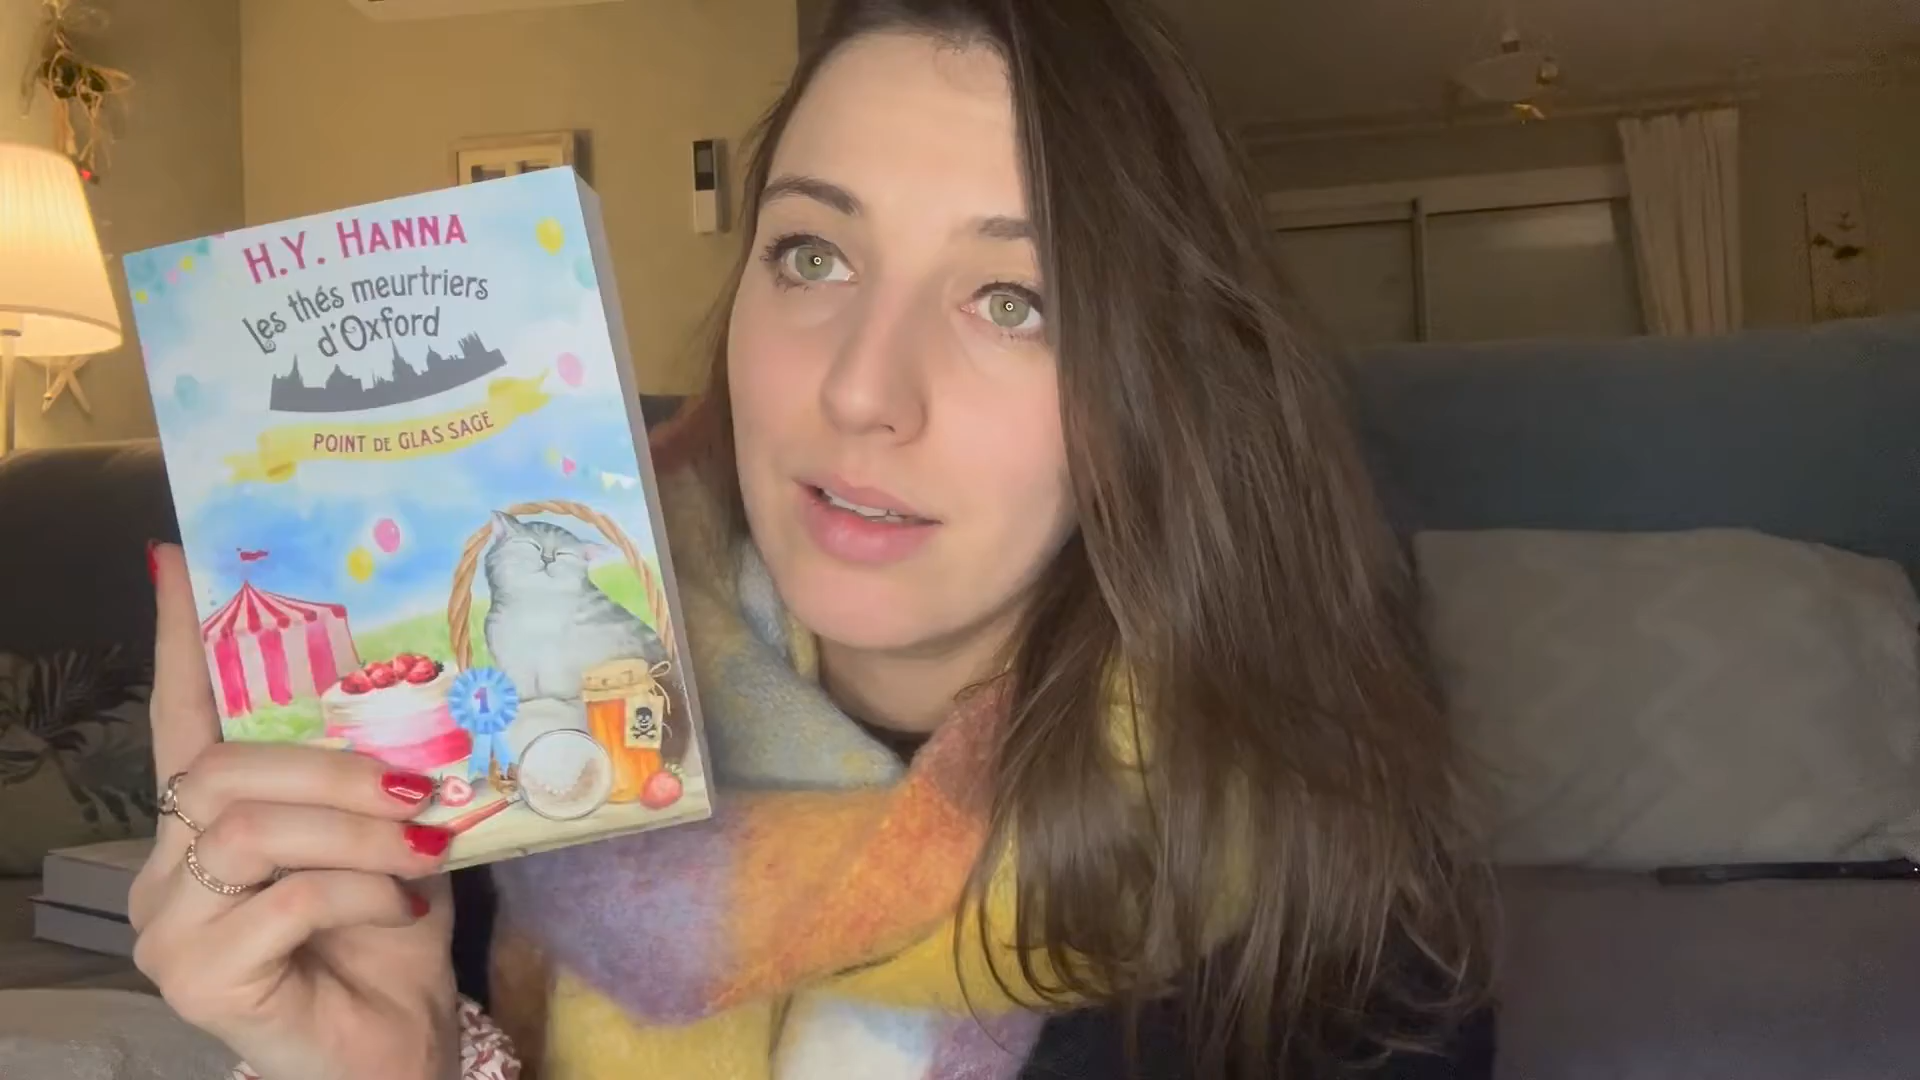 H.Y. HANNA
Les thés meurtriers
d'Oxford
POINT DE GLAS SAGE
1